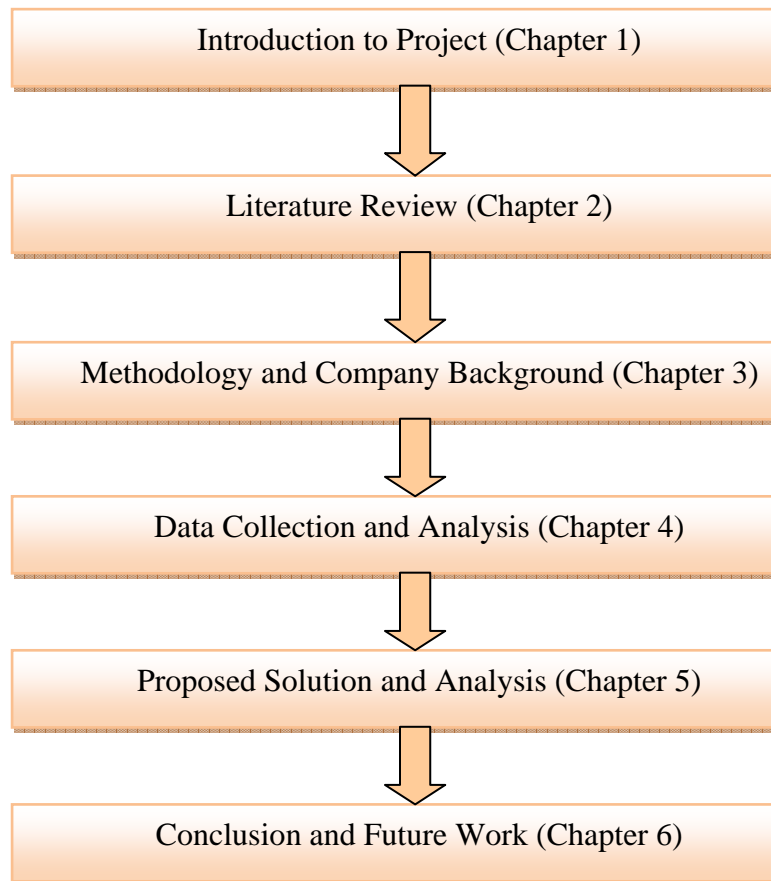 Introduction to Project (Chapter 1)
Literature Review (Chapter 2)
Methodology and Company Background (Chapter 3)
Data Collection and Analysis (Chapter 4)
Proposed Solution and Analysis (Chapter 5)
Conclusion and Future Work (Chapter 6)